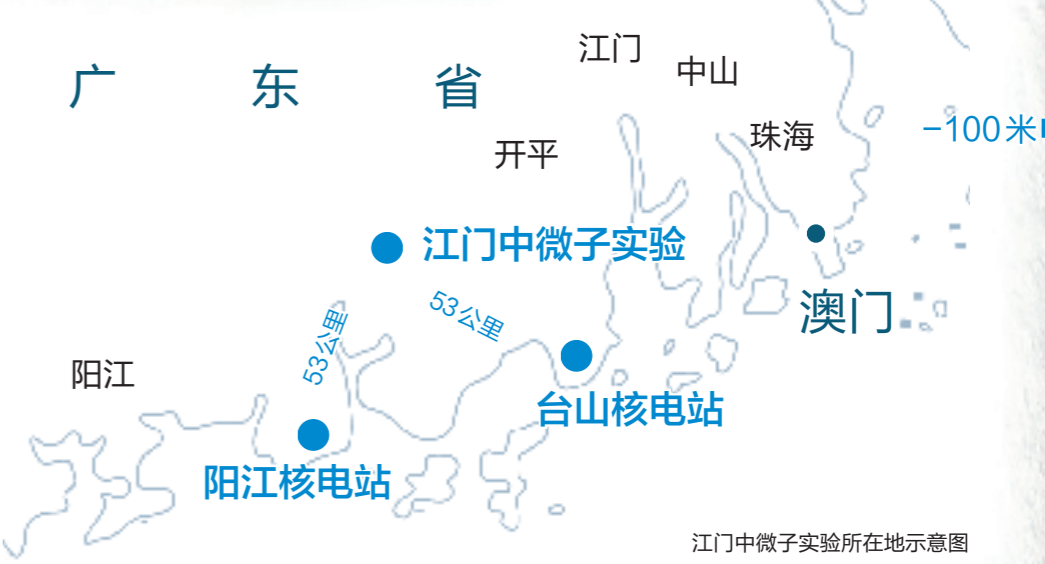 江门
中山
广东省
珠海
-100米
开平
江门中微子实验
53公里
53公里
澳门
阳江
台山核电站
阳江核电站
江门中微子实验所在地示意图